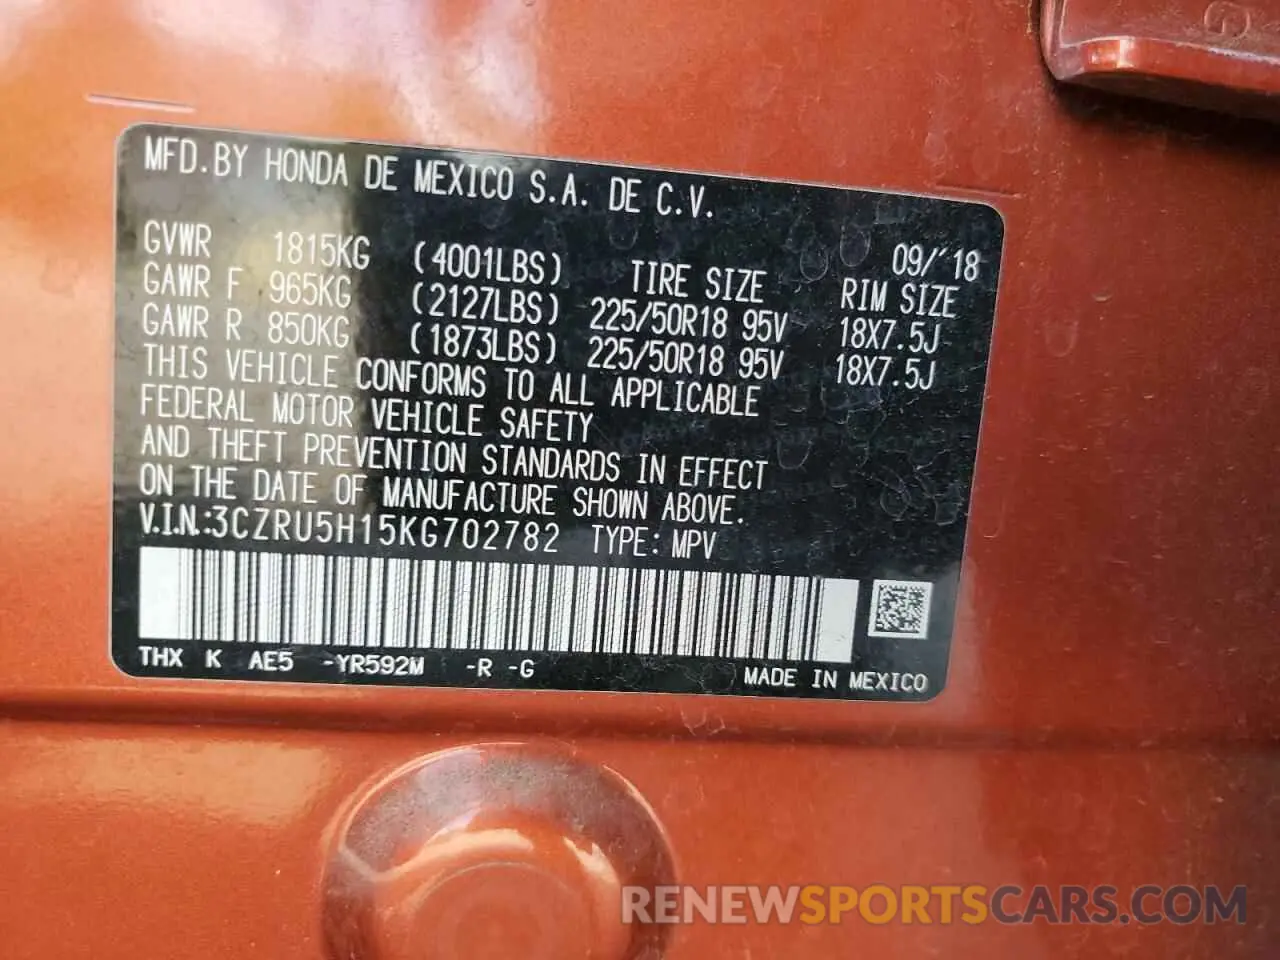 MFD.BY HONDA DE MEXICO S.A. DE C.V.
09/'18
GVWR 1815KG (4001LBS) TIRE SIZE RIM SIZE
GAWR F 965KG (2127LBS) 225/50R18 95V 18X7.5J
GAWR R 850KG (1873LBS) 225/50R18 95V 18X7.5J
THIS VEHICLE CONFORMS TO ALL APPLICABLE
FEDERAL MOTOR VEHICLE SAFETY
AND THEFT PREVENTION STANDARDS IN EFFECT
ON THE DATE OF MANUFACTURE SHOWN ABOVE.
V.I.N.:3CZRU5H15KG702782 TYPE: MPV
THX K AE5 -YR592M -R -G
MADE IN MEXICO
RENEWSPORTSCARS.COM